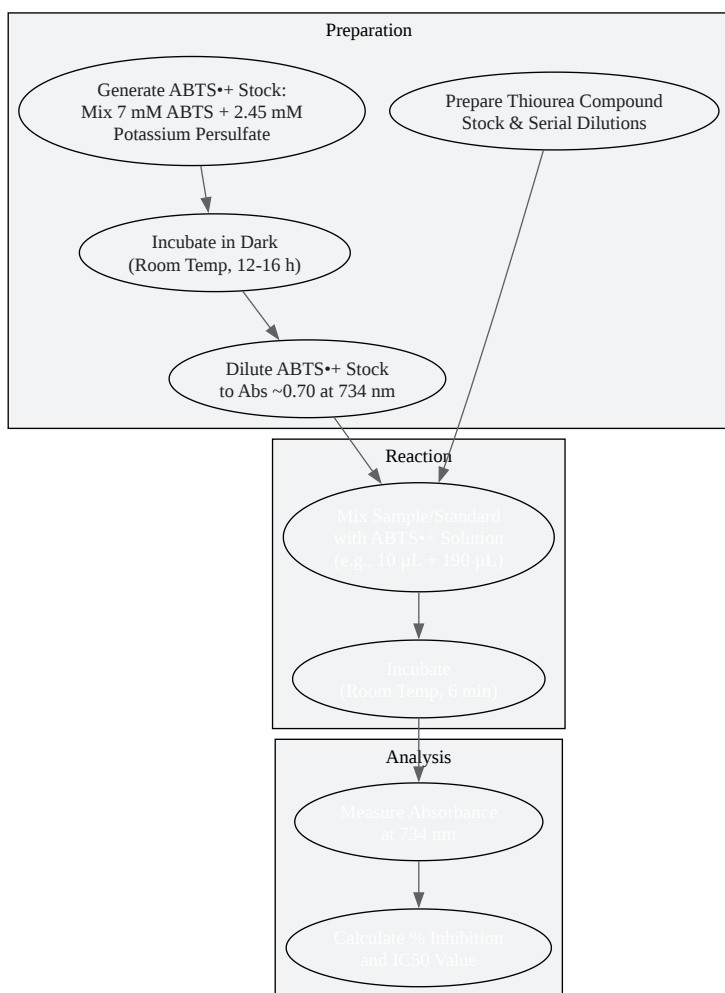 Preparation
Generate ABTS•+ Stock:
Mix 7 mM ABTS + 2.45 mM
Potassium Persulfate
Prepare Thiourea Compound
Stock & Serial Dilutions
Incubate in Dark
(Room Temp, 12-16 h)
Dilute ABTS•+ Stock
to Abs ~0.70 at 734 nm
Reaction
Mix Sample/Standard
with ABTS•+ Solution
(e.g., 10 µL + 190 µL)
Incubate
(Room Temp, 6 min)
Analysis
Measure Absorbance
at 734 nm
Calculate % Inhibition
and IC50 Value